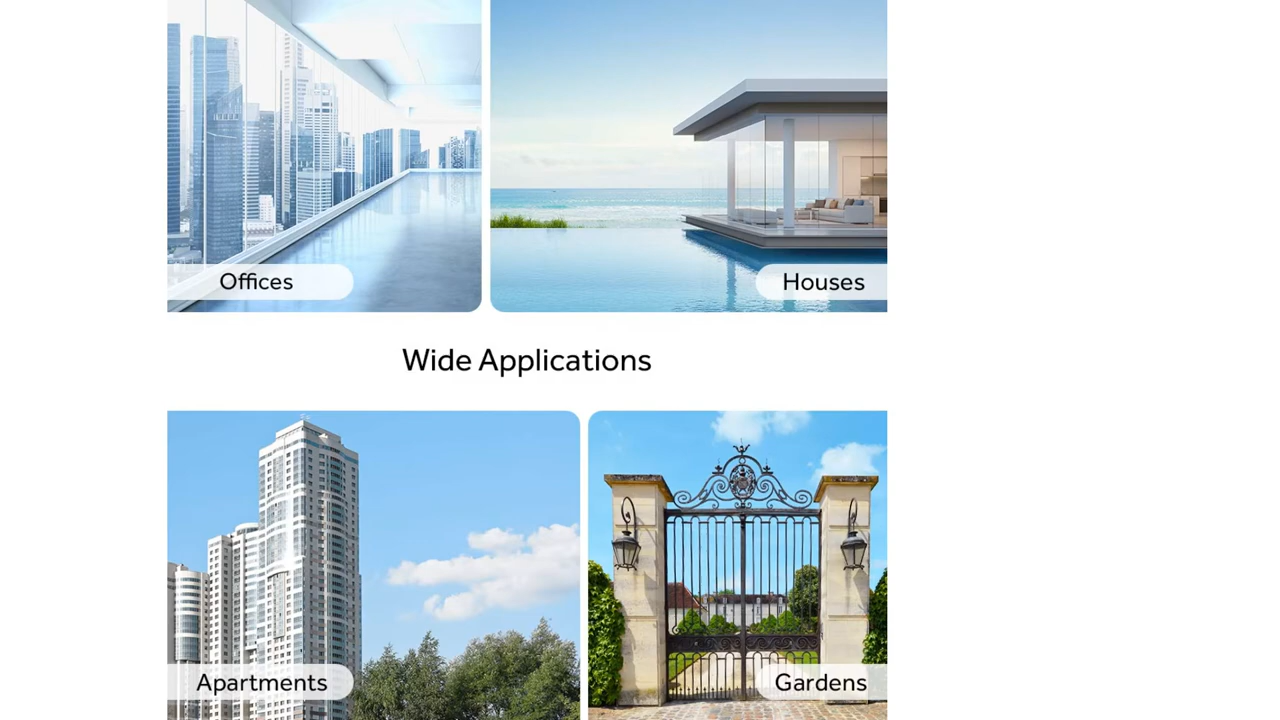 Offices
Houses
Wide Applications
Apartments
Gardens